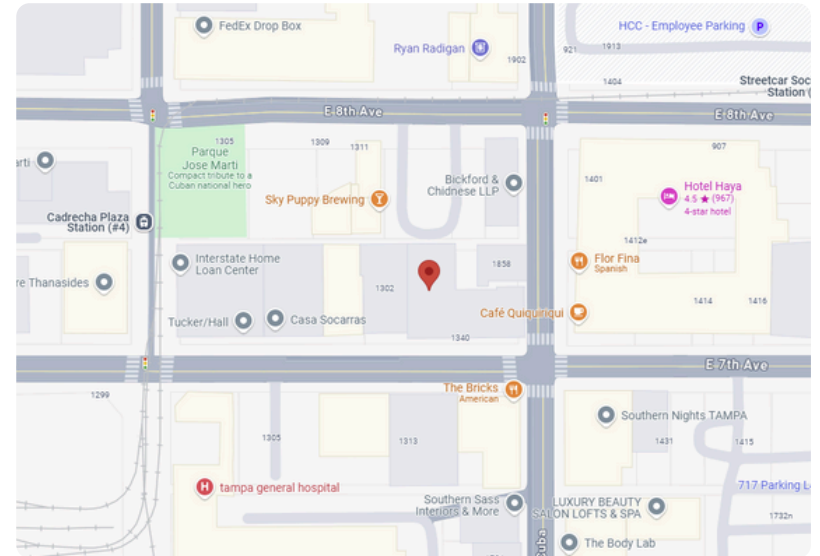 FedEx Drop Box
HCC - Employee Parking
P
Ryan Radigan
1902
921
1913
1404
Streetcar Soc
Station (
E 8th Ave
E 8th Ave
1305
Parque
Jose Marti
Compact tribute to a
Cuban national hero
1309
1311
907
arti
Bickford &
Chidnese LLP
1401
Hotel Haya
4.5 ★ (967)
4-star hotel
Sky Puppy Brewing
Cadrecha Plaza
Station (#4)
1412e
Interstate Home
Loan Center
1858
Flor Fina
Spanish
re Thanasides
1302
1414
1416
Tucker/Hall
Casa Socarras
Café Quiquiriqui
1340
E 7th Ave
The Bricks
American
1299
Southern Nights TAMPA
1305
1313
1431
1415
H
tampa general hospital
717 Parking L
Southern Sass
Interiors & More
LUXURY BEAUTY
SALON LOFTS & SPA
1732n
The Body Lab